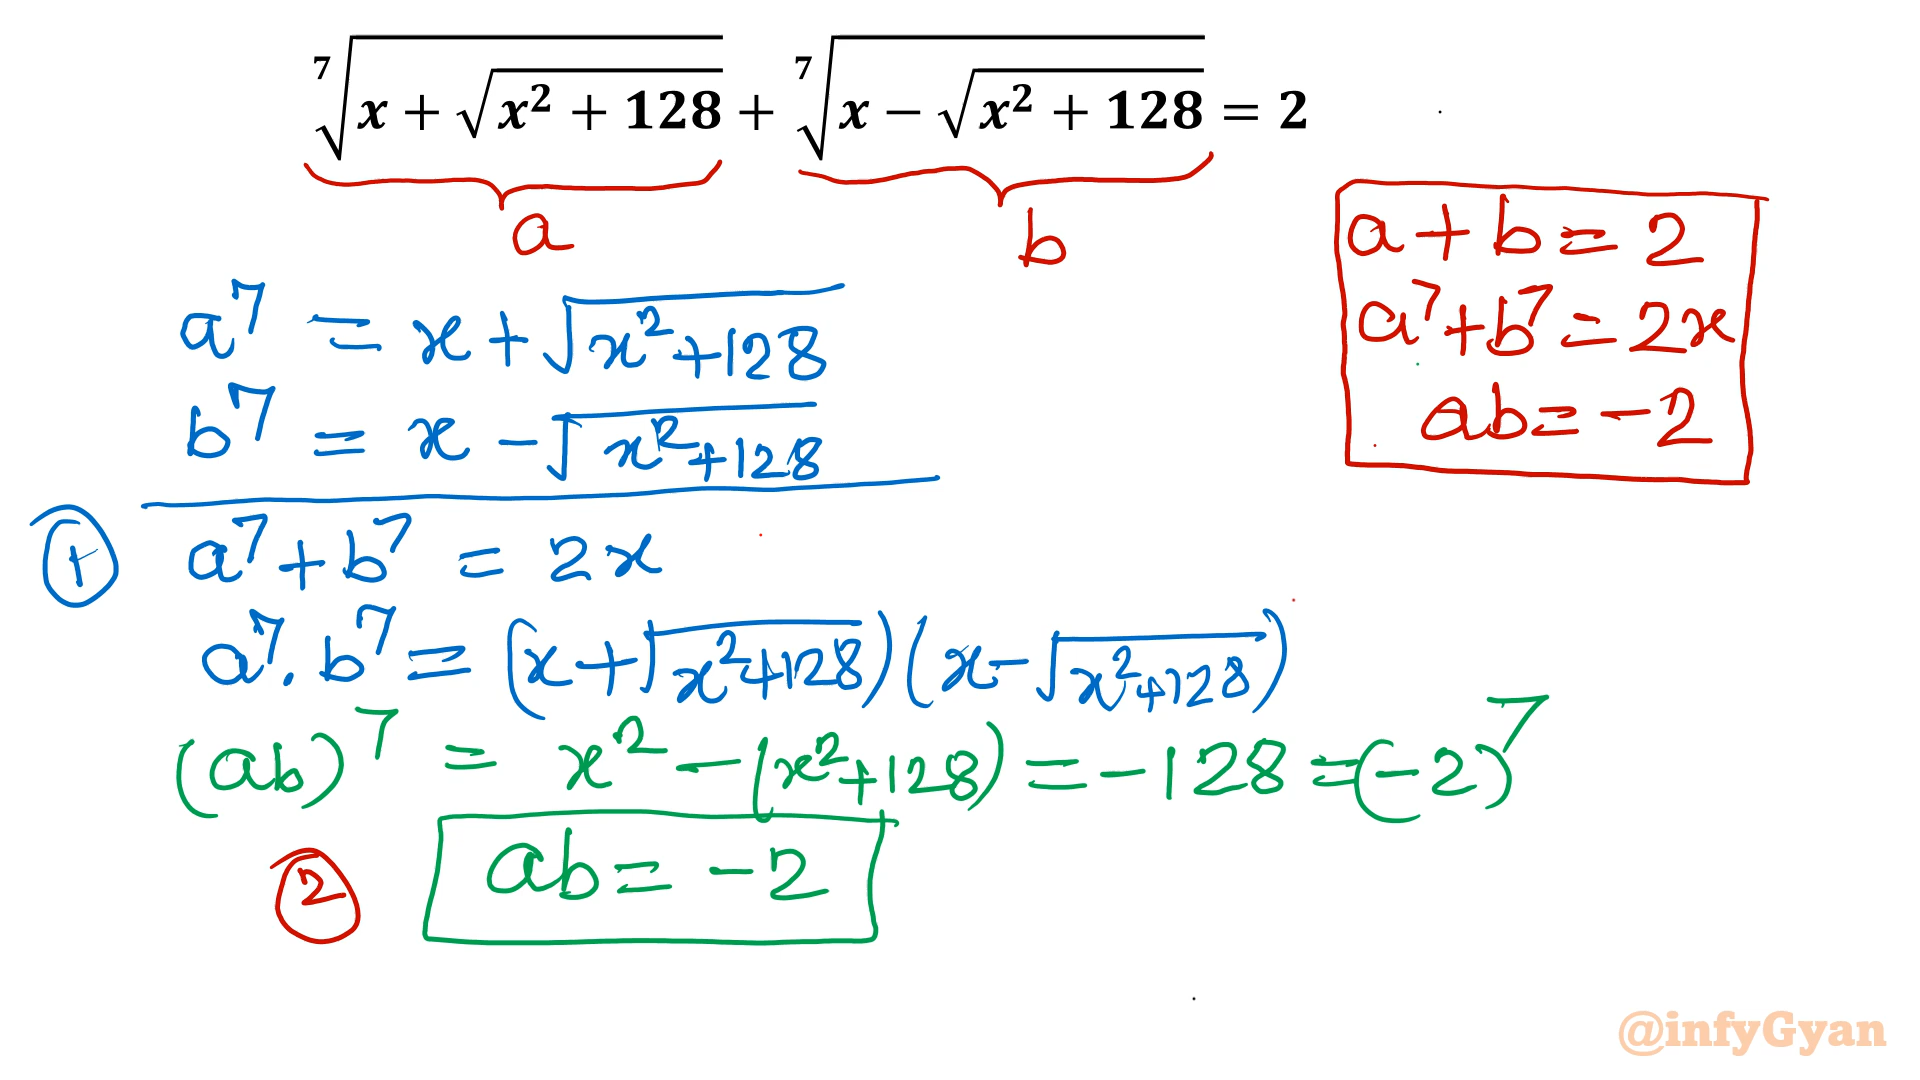 ⁷√(x + √(x² + 128)) + ⁷√(x − √(x² + 128)) = 2
a b
a + b = 2
a⁷ + b⁷ = 2x
ab = −2
a⁷ = x + √(x² + 128)
b⁷ = x − √(x² + 128)
① a⁷ + b⁷ = 2x
a⁷ . b⁷ = (x + √(x² + 128)) (x − √(x² + 128))
(ab)⁷ = x² − (x² + 128) = −128 = (−2)⁷
② ab = −2
@infyGyan